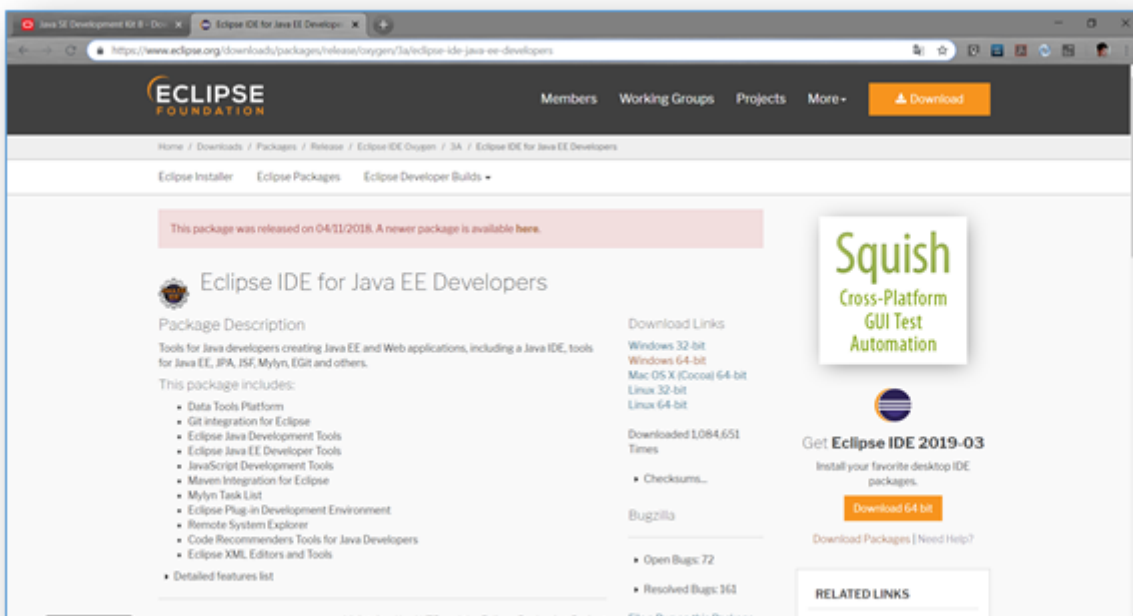 Java SE Development Kit 8 - Dov
Eclipse IDE for Java EE Develope
https://www.eclipse.org/downloads/packages/release/oxygen/3a/eclipse-ide-java-ee-developers
ECLIPSE
FOUNDATION
Members
Working Groups
Projects
More
Download
Home / Downloads / Packages / Release / Eclipse IDE Oxygen / 3A / Eclipse IDE for Java EE Developers
Eclipse Installer
Eclipse Packages
Eclipse Developer Builds
This package was released on 04/11/2018. A newer package is available here.
Eclipse IDE for Java EE Developers
Package Description
Tools for Java developers creating Java EE and Web applications, including a Java IDE, tools
for Java EE, JPA, JSF, Mylyn, EGit and others.
This package includes:
Data Tools Platform
Git integration for Eclipse
Eclipse Java Development Tools
Eclipse Java EE Developer Tools
JavaScript Development Tools
Maven Integration for Eclipse
Mylyn Task List
Eclipse Plug-in Development Environment
Remote System Explorer
Code Recommenders Tools for Java Developers
Eclipse XML Editors and Tools
Detailed features list
Download Links
Windows 32-bit
Windows 64-bit
Mac OS X (Cocoa) 64-bit
Linux 32-bit
Linux 64-bit
Downloaded 1,084,651
Times
Checksums...
Bugzilla
Open Bugs: 72
Resolved Bugs: 161
Squish
Cross-Platform
GUI Test
Automation
Get Eclipse IDE 2019-03
Install your favorite desktop IDE
packages.
Download 64 bit
Download Packages | Need Help?
RELATED LINKS